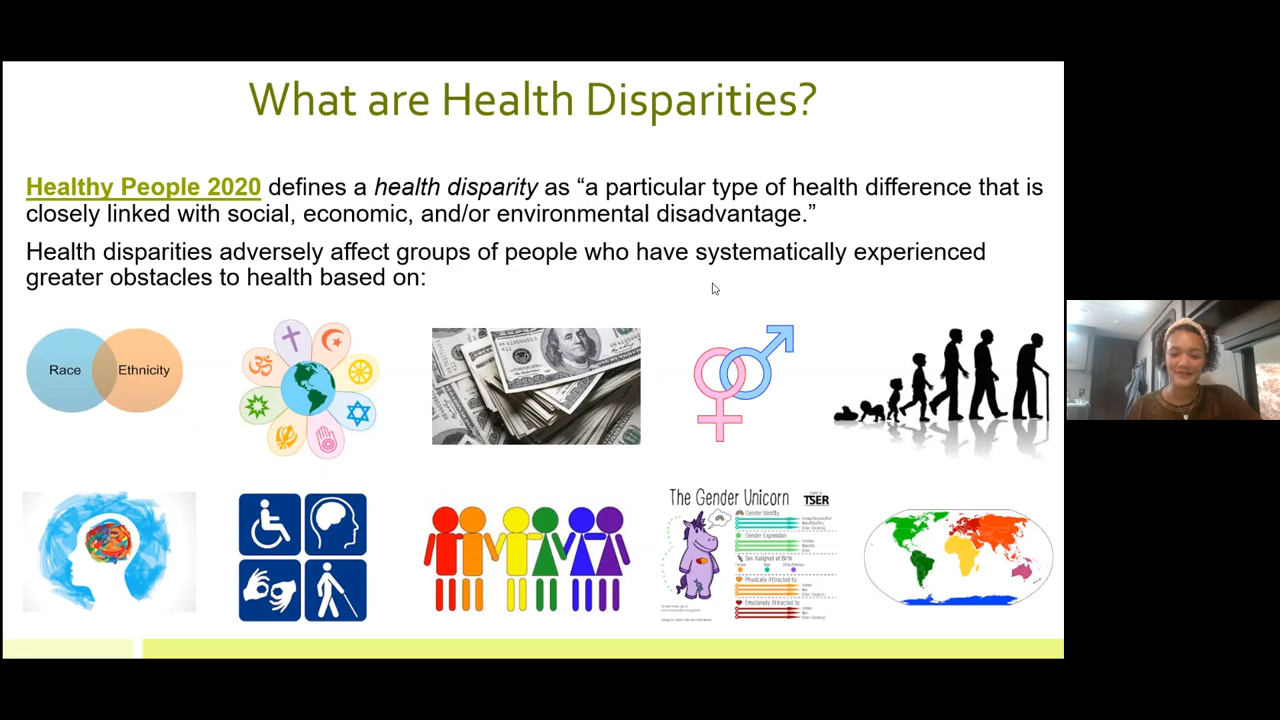 What are Health Disparities?
Healthy People 2020 defines a health disparity as “a particular type of health difference that is
closely linked with social, economic, and/or environmental disadvantage.”
Health disparities adversely affect groups of people who have systematically experienced
greater obstacles to health based on:
Race
Ethnicity
The Gender Unicorn
TSER
Gender Identity
Gender Expression
Sex Assigned at Birth
Physically Attracted to
Emotionally Attracted to